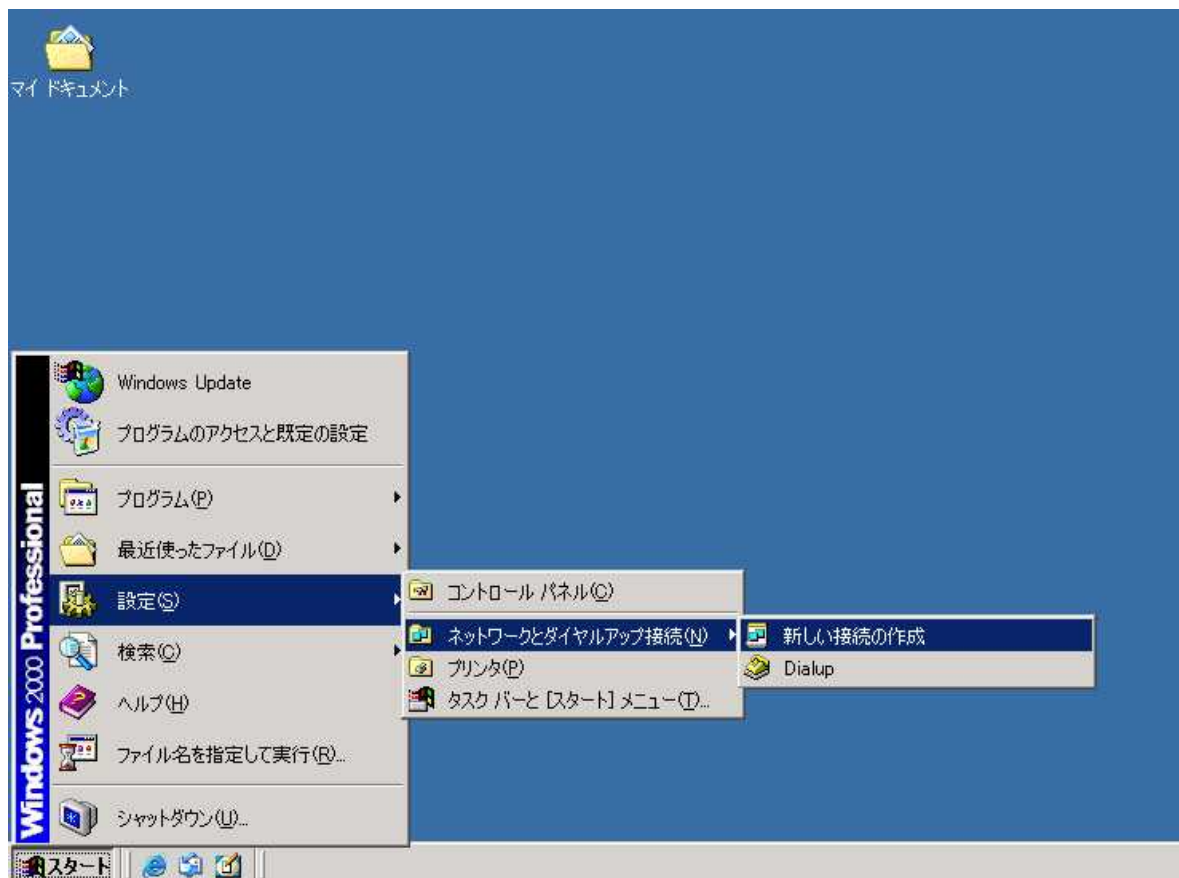 マイ ドキュメント
Windows 2000 Professional
Windows Update
プログラムのアクセスと既定の設定
プログラム(P)
最近使ったファイル(D)
設定(S)
検索(C)
ヘルプ(H)
ファイル名を指定して実行(R)...
シャットダウン(U)...
コントロール パネル(C)
ネットワークとダイヤルアップ接続(N)
プリンタ(P)
タスク バーと [スタート] メニュー(T)...
新しい接続の作成
Dialup
スタート